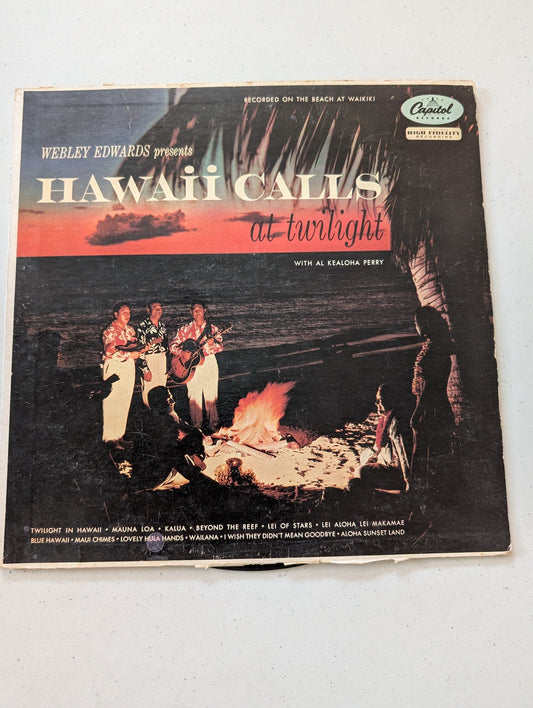 RECORDED ON THE BEACH AT WAIKIKI
Capitol
RECORDS
HIGH FIDELITY
RECORDING
WEBLEY EDWARDS presents
HAWAii CALLS
at twilight
WITH AL KEALOHA PERRY
TWILIGHT IN HAWAII • MAUNA LOA • KALUA • BEYOND THE REEF • LEI OF STARS • LEI ALOHA, LEI MAKAMAE
BLUE HAWAII • MAUI CHIMES • LOVELY HULA HANDS • WAILANA • I WISH THEY DIDN'T MEAN GOODBYE • ALOHA SUNSET LAND